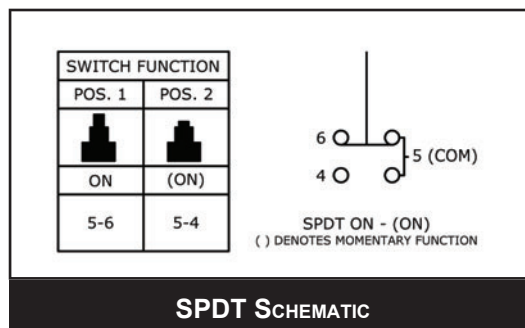 SWITCH FUNCTION
POS. 1 POS. 2
ON (ON)
5-6 5-4
6
5 (COM)
4
SPDT ON - (ON)
( ) DENOTES MOMENTARY FUNCTION
SPDT SCHEMATIC